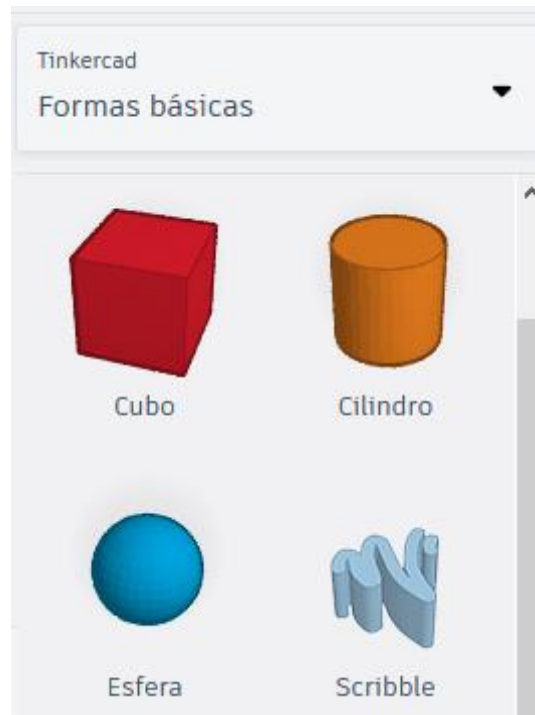 Tinkercad
Formas básicas
Cubo
Cilindro
Esfera
Scribble